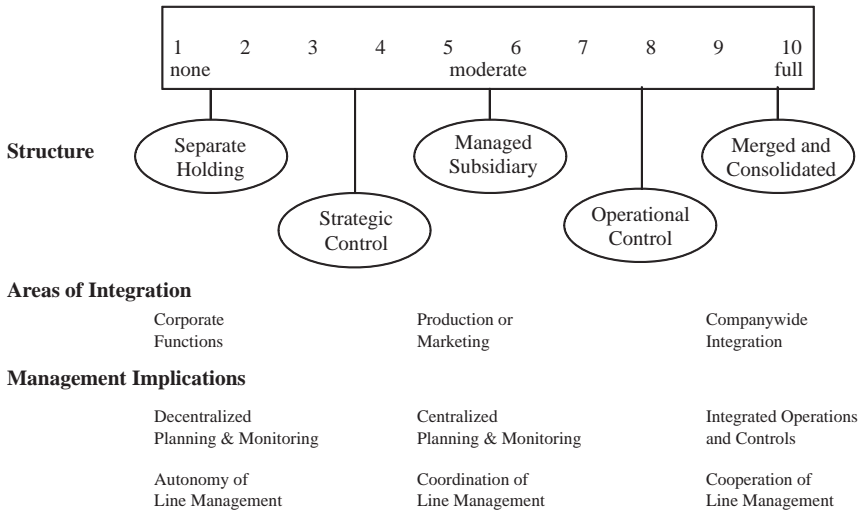 1 2 3 4 5 6 7 8 9 10
none moderate full
Structure
Separate
Holding
Managed
Subsidiary
Merged and
Consolidated
Strategic
Control
Operational
Control
Areas of Integration
Corporate
Functions
Production or
Marketing
Companywide
Integration
Management Implications
Decentralized
Planning & Monitoring
Centralized
Planning & Monitoring
Integrated Operations
and Controls
Autonomy of
Line Management
Coordination of
Line Management
Cooperation of
Line Management